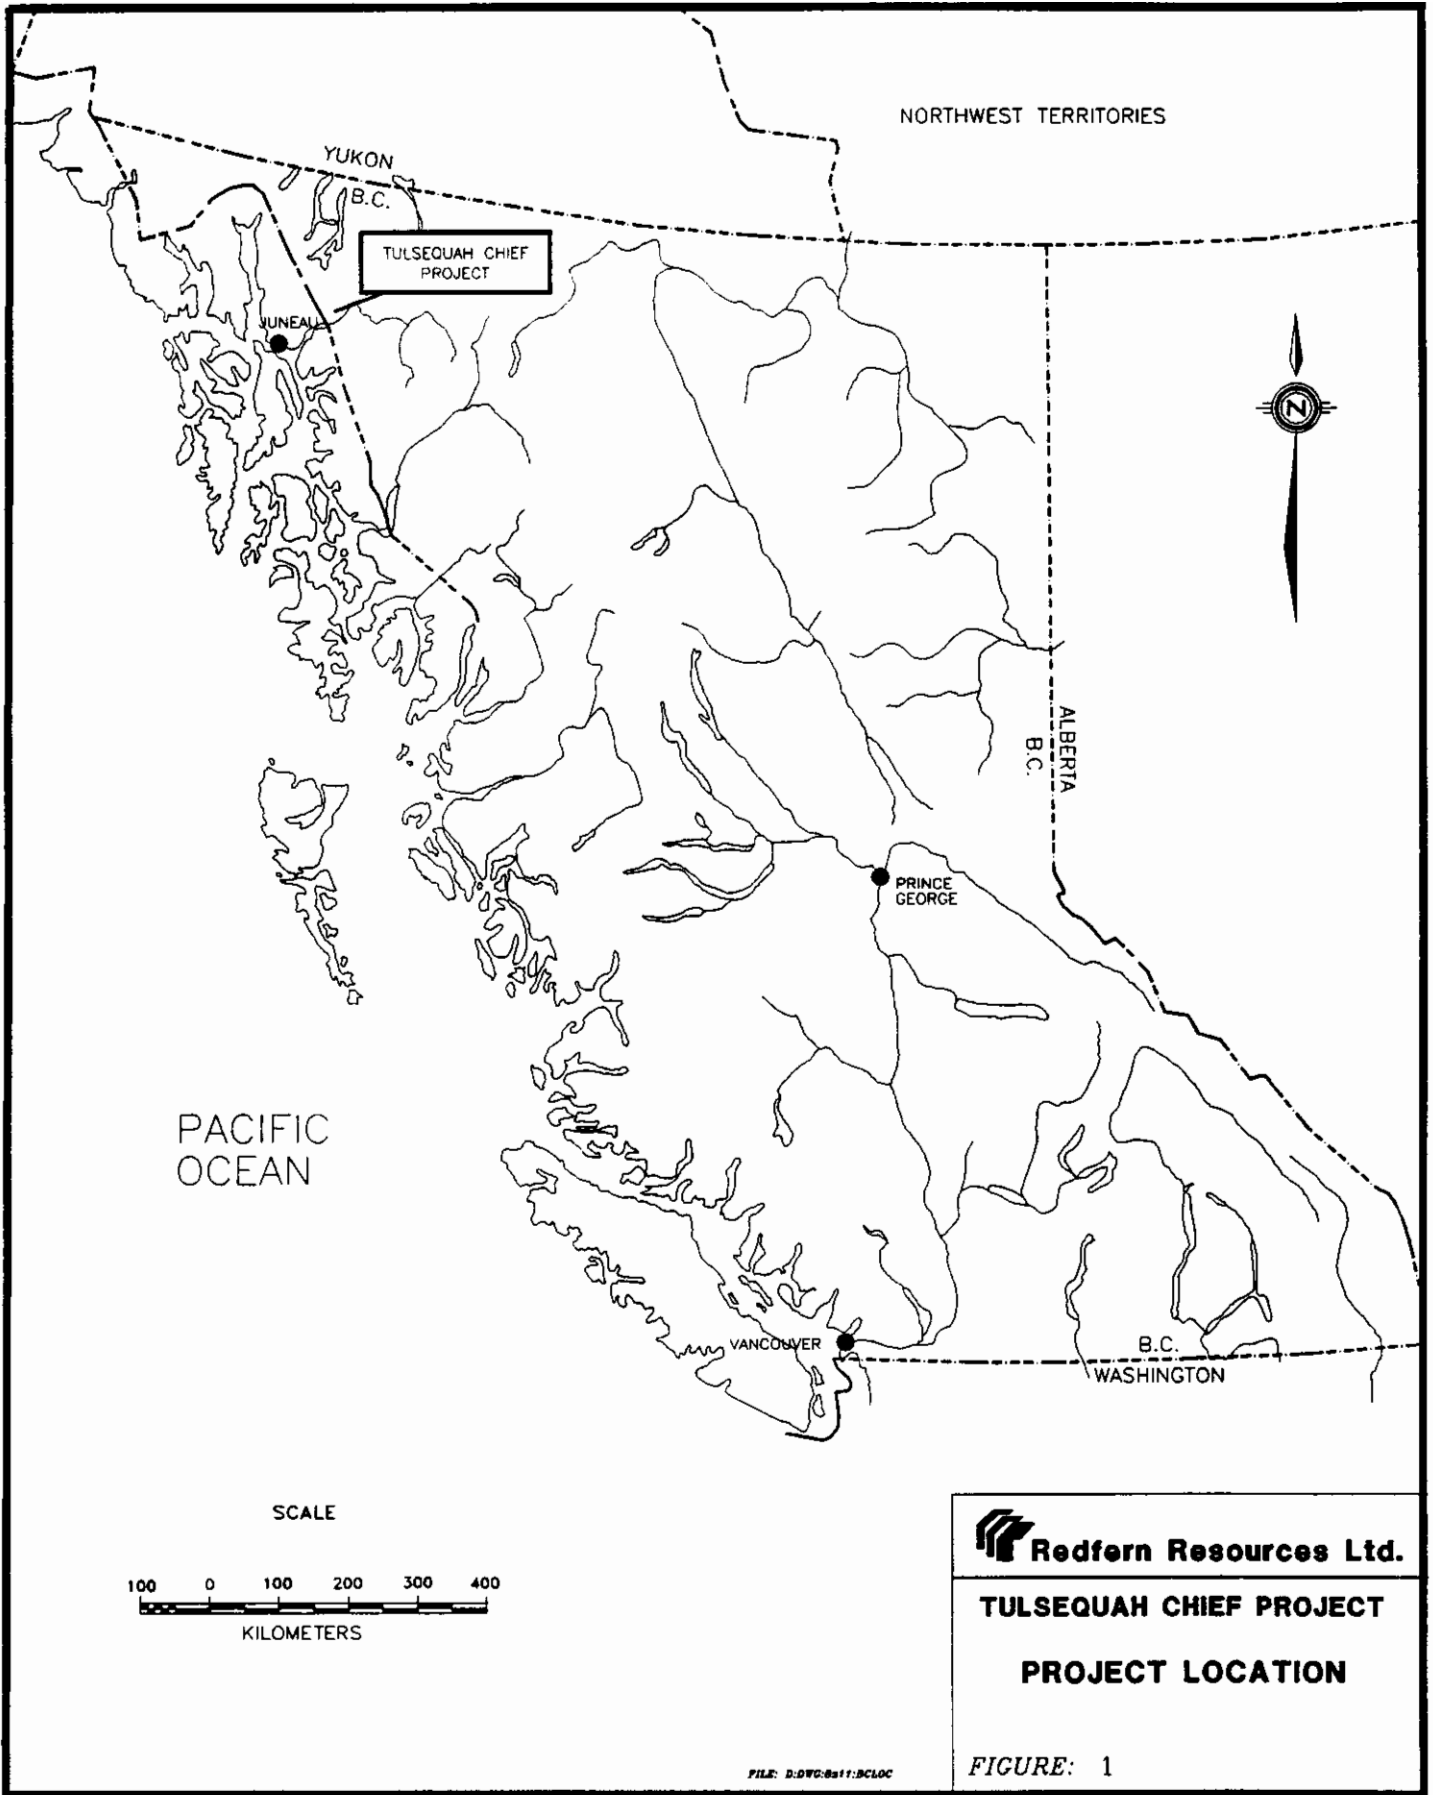 NORTHWEST TERRITORIES
YUKON
B.C.
TULSEQUAH CHIEF
PROJECT
JUNEAU
N
ALBERTA
B.C.
PRINCE
GEORGE
PACIFIC
OCEAN
VANCOUVER
B.C.
WASHINGTON
SCALE
100 0 100 200 300 400
KILOMETERS
Redfern Resources Ltd.
TULSEQUAH CHIEF PROJECT
PROJECT LOCATION
FIGURE: 1